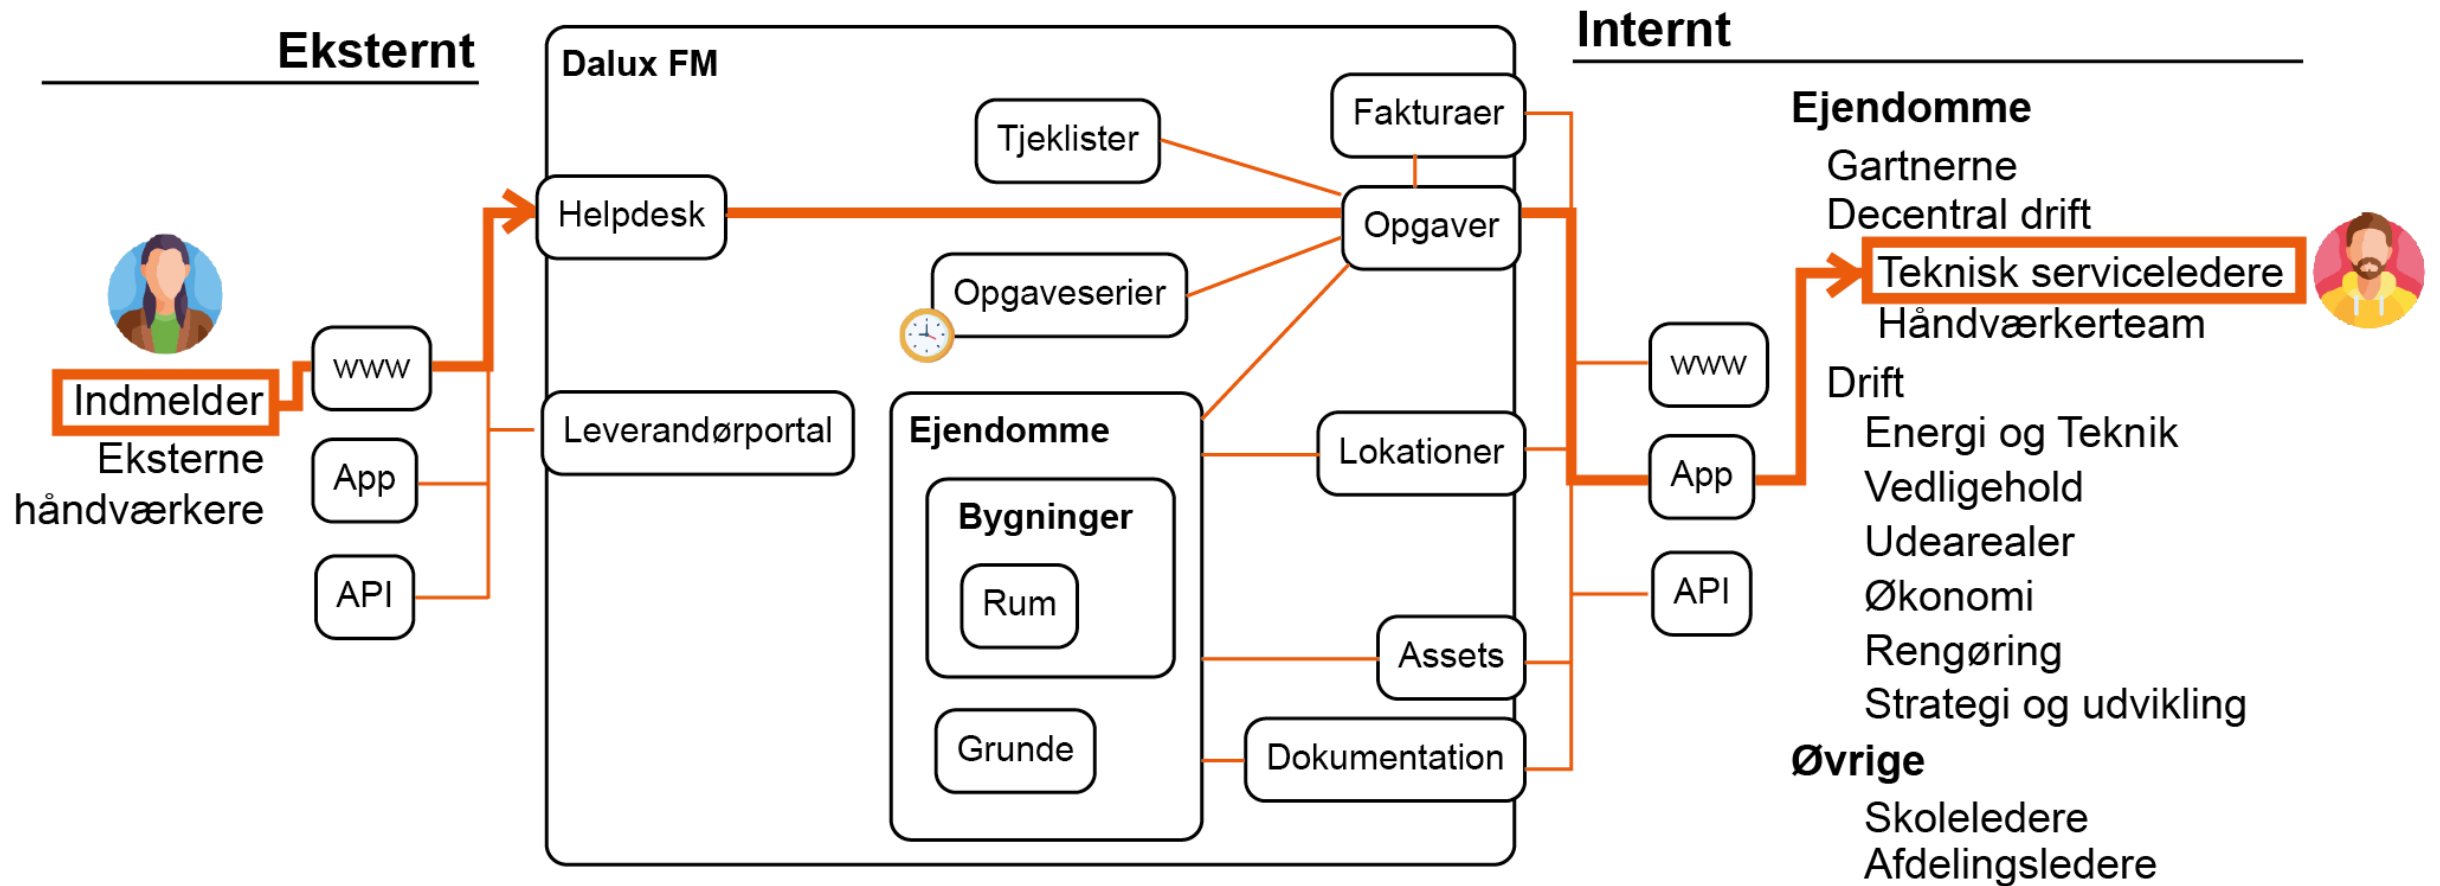 Eksternt
Indmelder
Eksterne
håndværkere
www
App
API
Dalux FM
Helpdesk
Leverandørportal
Tjeklister
Opgaveserier
Ejendomme
Bygninger
Rum
Grunde
Fakturaer
Opgaver
Lokationer
Assets
Dokumentation
Internt
www
App
API
Ejendomme
Gartnerne
Decentral drift
Teknisk serviceledere
Håndværkerteam
Drift
Energi og Teknik
Vedligehold
Udearealer
Økonomi
Rengøring
Strategi og udvikling
Øvrige
Skoleledere
Afdelingsledere